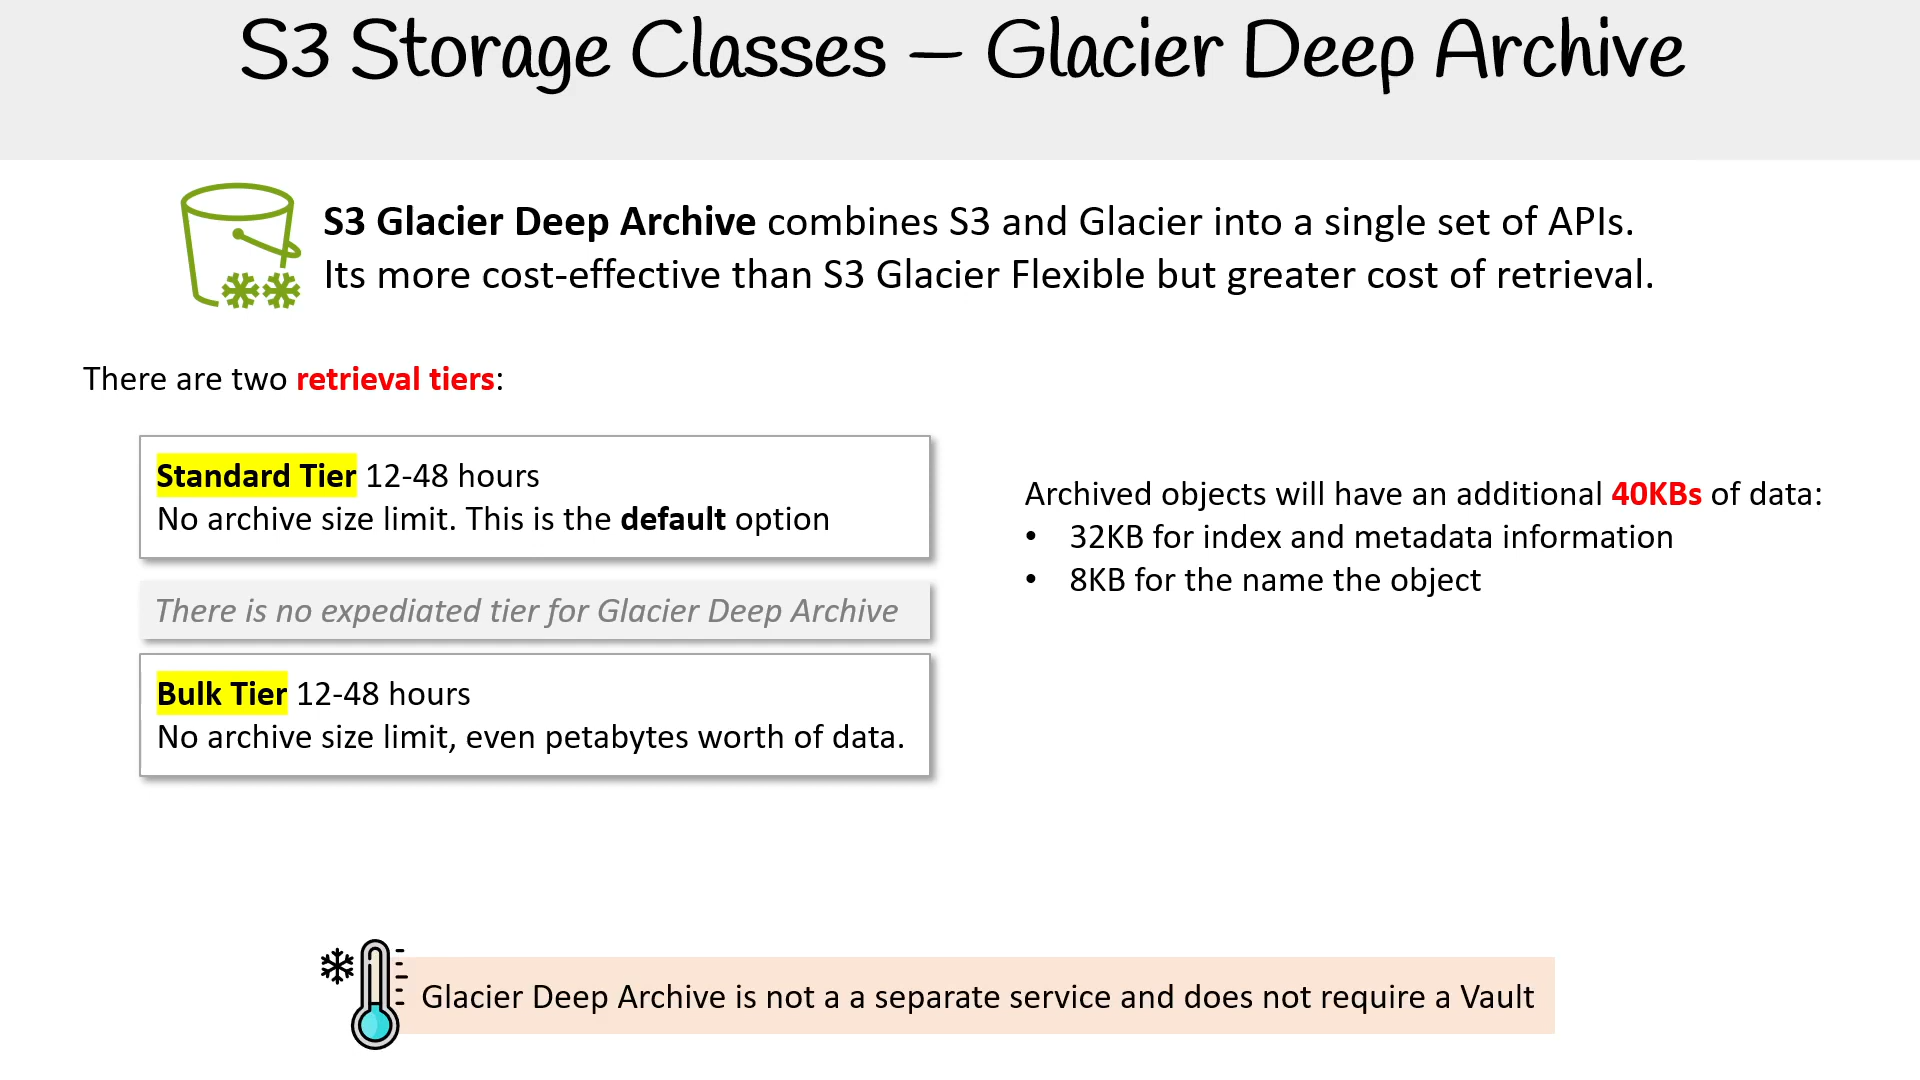 S3 Storage Classes – Glacier Deep Archive
S3 Glacier Deep Archive combines S3 and Glacier into a single set of APIs.
Its more cost-effective than S3 Glacier Flexible but greater cost of retrieval.
There are two retrieval tiers:
Standard Tier 12-48 hours
No archive size limit. This is the default option
There is no expediated tier for Glacier Deep Archive
Bulk Tier 12-48 hours
No archive size limit, even petabytes worth of data.
Archived objects will have an additional 40KBs of data:
• 32KB for index and metadata information
• 8KB for the name the object
Glacier Deep Archive is not a a separate service and does not require a Vault